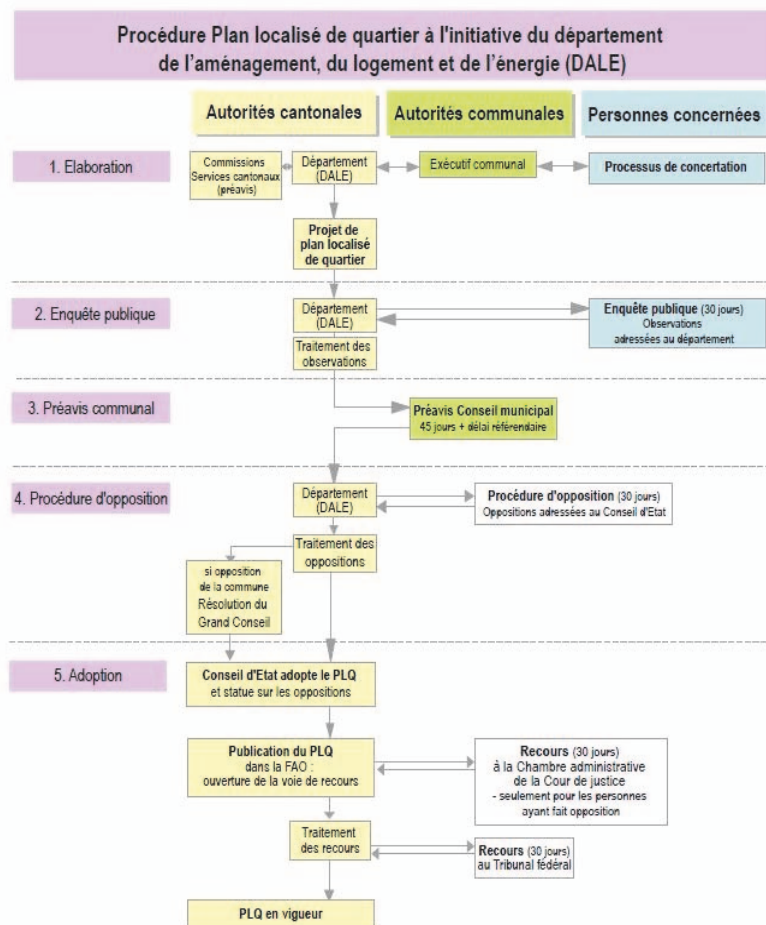 Procédure Plan localisé de quartier à l'initiative du département
de l'aménagement, du logement et de l'énergie (DALE)
Autorités cantonales
Autorités communales
Personnes concernées
1. Elaboration
Commissions
Services cantonaux
(préavis)
Département
(DALE)
Exécutif communal
Processus de concertation
Projet de
plan localisé
de quartier
2. Enquête publique
Département
(DALE)
Traitement des
observations
Enquête publique (30 jours)
Observations
adressées au département
3. Préavis communal
Préavis Conseil municipal
45 jours + délai référendaire
4. Procédure d'opposition
Département
(DALE)
Procédure d'opposition (30 jours)
Oppositions adressées au Conseil d'Etat
Traitement des
oppositions
si opposition
de la commune
Résolution du
Grand Conseil
5. Adoption
Conseil d'Etat adopte le PLQ
et statue sur les oppositions
Publication du PLQ
dans la FAO :
ouverture de la voie de recours
Recours (30 jours)
à la Chambre administrative
de la Cour de justice
- seulement pour les personnes
ayant fait opposition
Traitement
des recours
Recours (30 jours)
au Tribunal fédéral
PLQ en vigueur